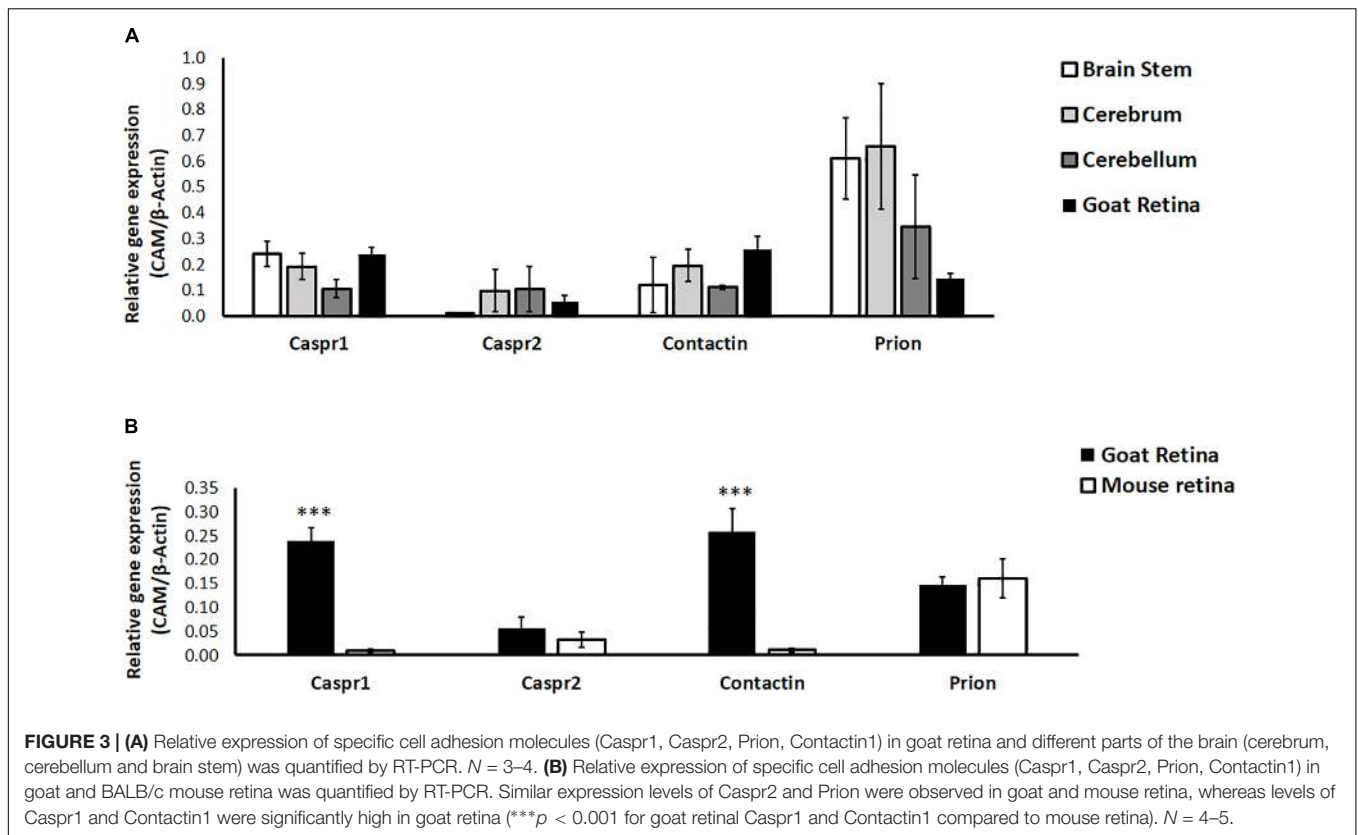 A
Relative gene expression
(CAM/β-Actin)
1.0
0.9
0.8
0.7
0.6
0.5
0.4
0.3
0.2
0.1
0.0
Caspr1
Caspr2
Contactin
Prion
Brain Stem
Cerebrum
Cerebellum
Goat Retina
B
Relative gene expression
(CAM/β-Actin)
0.35
0.30
0.25
0.20
0.15
0.10
0.05
0.00
***
***
Caspr1
Caspr2
Contactin
Prion
Goat Retina
Mouse retina
FIGURE 3 | (A) Relative expression of specific cell adhesion molecules (Caspr1, Caspr2, Prion, Contactin1) in goat retina and different parts of the brain (cerebrum,
cerebellum and brain stem) was quantified by RT-PCR. N = 3–4. (B) Relative expression of specific cell adhesion molecules (Caspr1, Caspr2, Prion, Contactin1) in
goat and BALB/c mouse retina was quantified by RT-PCR. Similar expression levels of Caspr2 and Prion were observed in goat and mouse retina, whereas levels of
Caspr1 and Contactin1 were significantly high in goat retina (***p < 0.001 for goat retinal Caspr1 and Contactin1 compared to mouse retina). N = 4–5.